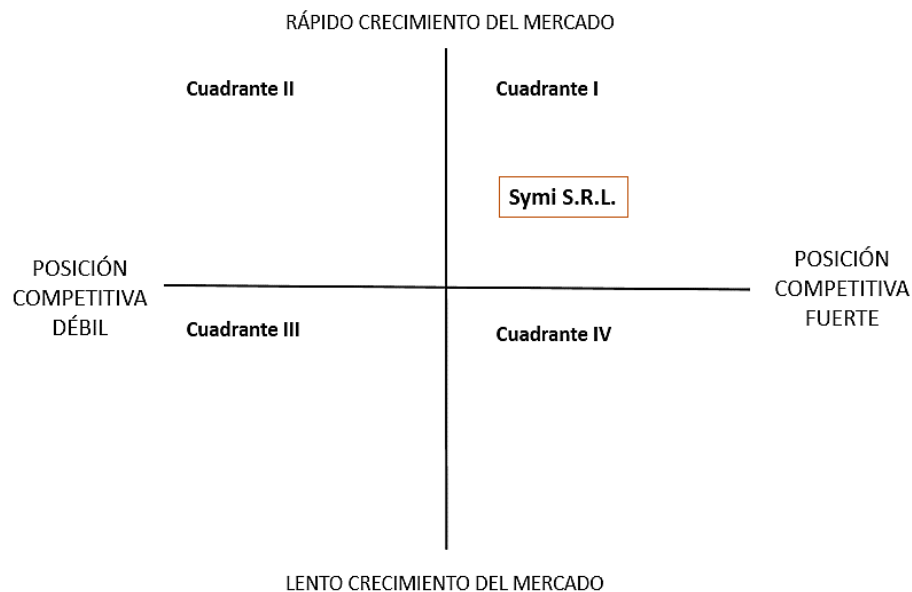 RÁPIDO CRECIMIENTO DEL MERCADO
Cuadrante II
Cuadrante I
Symi S.R.L.
POSICIÓN
COMPETITIVA
DÉBIL
POSICIÓN
COMPETITIVA
FUERTE
Cuadrante III
Cuadrante IV
LENTO CRECIMIENTO DEL MERCADO